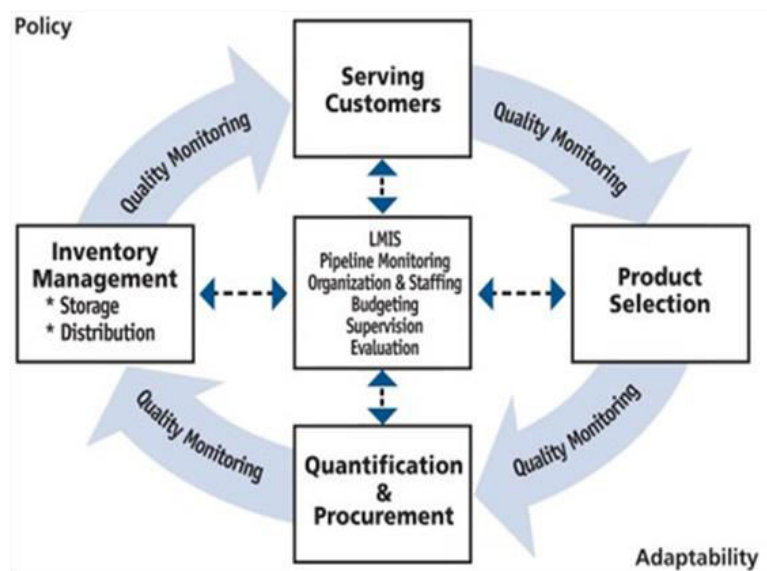 Policy
Serving
Customers
Quality Monitoring
Quality Monitoring
Inventory
Management
* Storage
* Distribution
LMIS
Pipeline Monitoring
Organization & Staffing
Budgeting
Supervision
Evaluation
Product
Selection
Quality Monitoring
Quality Monitoring
Quantification
&
Procurement
Adaptability